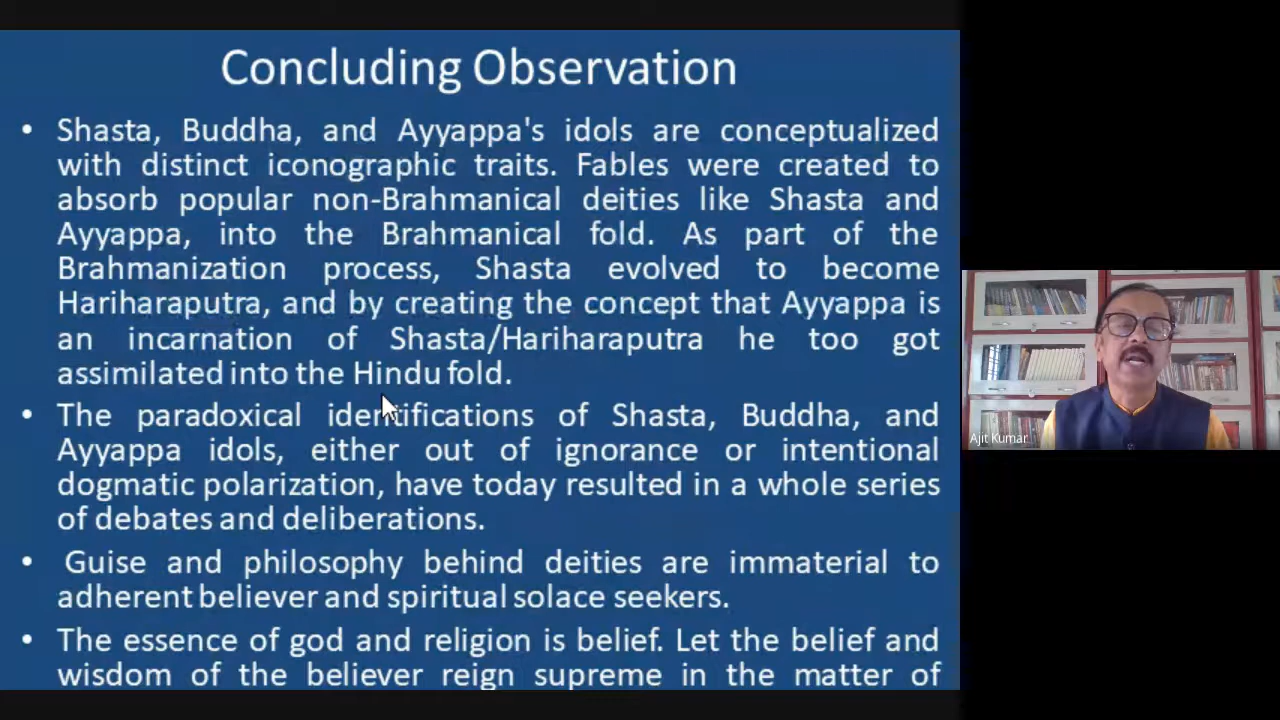 Concluding Observation
• Shasta, Buddha, and Ayyappa's idols are conceptualized
with distinct iconographic traits. Fables were created to
absorb popular non-Brahmanical deities like Shasta and
Ayyappa, into the Brahmanical fold. As part of the
Brahmanization process, Shasta evolved to become
Hariharaputra, and by creating the concept that Ayyappa is
an incarnation of Shasta/Hariharaputra he too got
assimilated into the Hindu fold.
• The paradoxical identifications of Shasta, Buddha, and
Ayyappa idols, either out of ignorance or intentional
dogmatic polarization, have today resulted in a whole series
of debates and deliberations.
• Guise and philosophy behind deities are immaterial to
adherent believer and spiritual solace seekers.
• The essence of god and religion is belief. Let the belief and
wisdom of the believer reign supreme in the matter of
Ajit Kumar